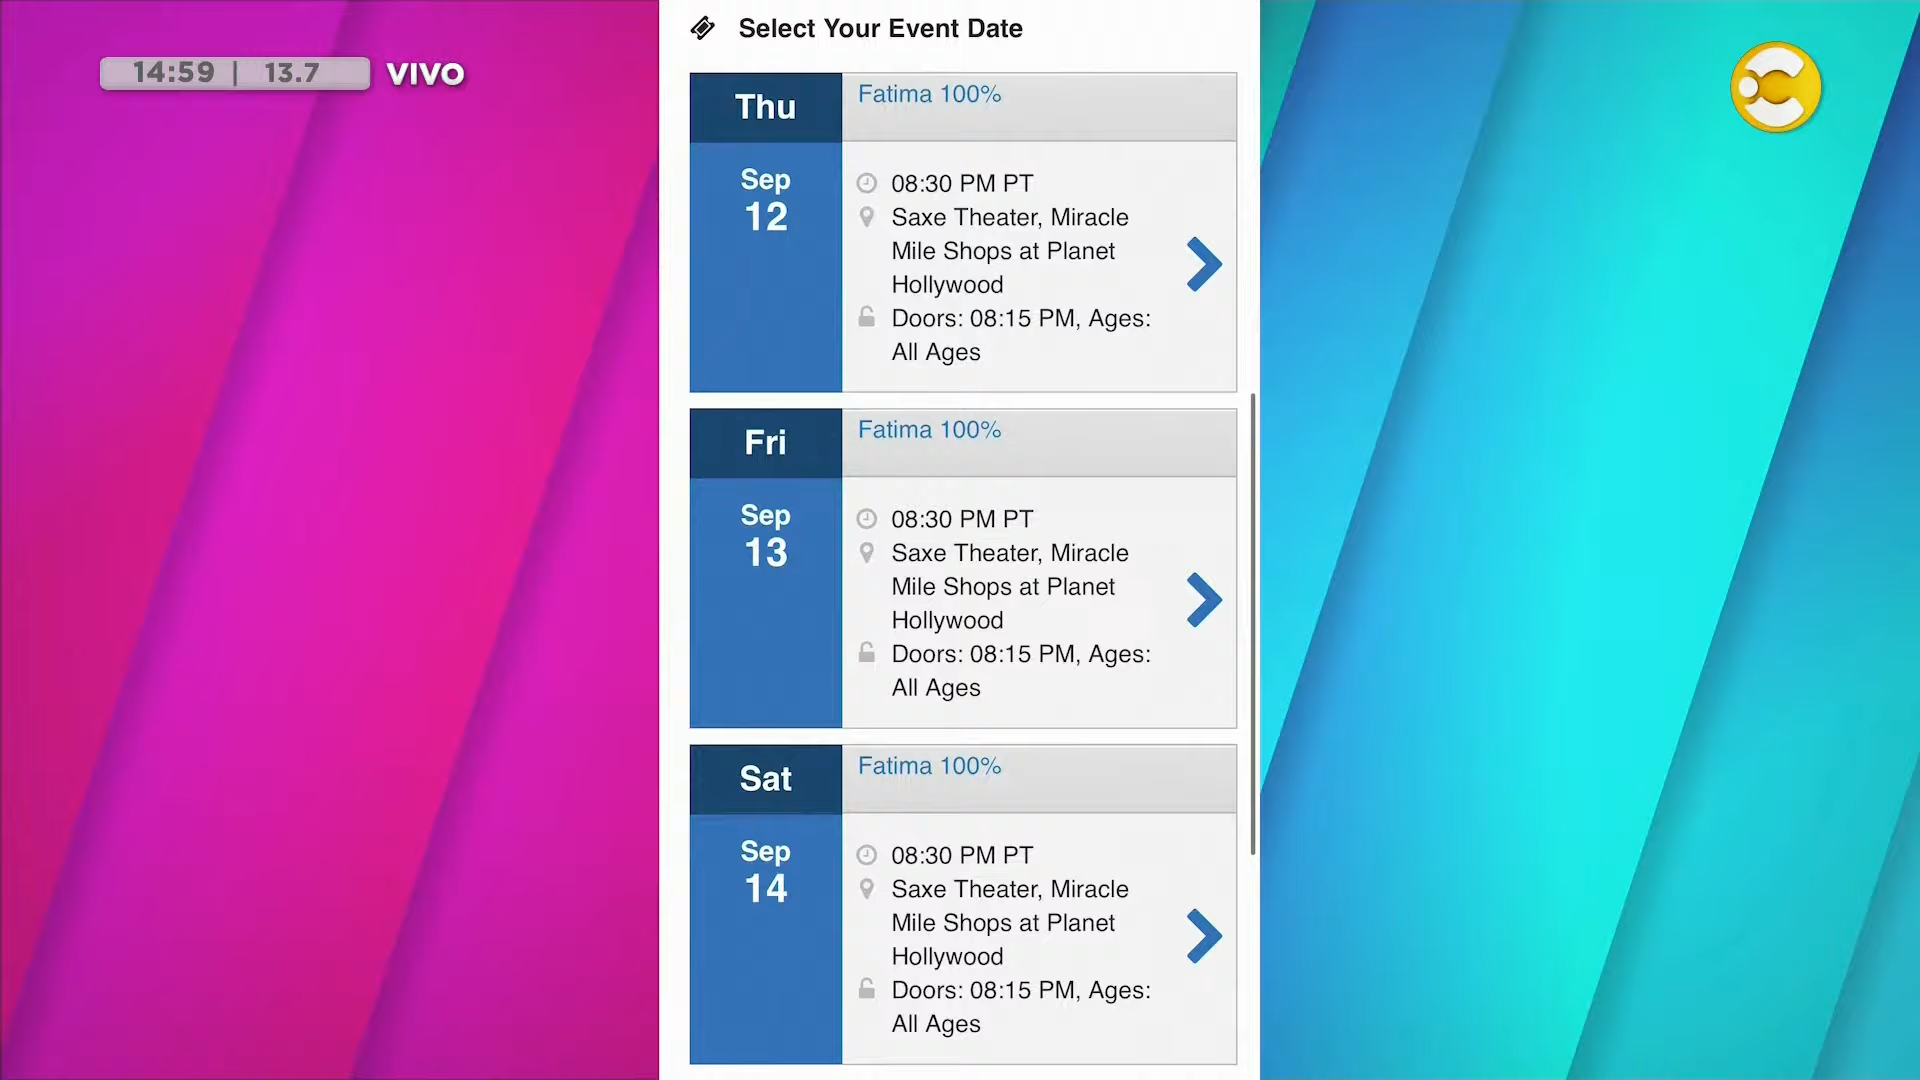 14:59 | 13.7 VIVO
Select Your Event Date
Thu
Fatima 100%
Sep
12
08:30 PM PT
Saxe Theater, Miracle
Mile Shops at Planet
Hollywood
Doors: 08:15 PM, Ages:
All Ages
Fri
Fatima 100%
Sep
13
08:30 PM PT
Saxe Theater, Miracle
Mile Shops at Planet
Hollywood
Doors: 08:15 PM, Ages:
All Ages
Sat
Fatima 100%
Sep
14
08:30 PM PT
Saxe Theater, Miracle
Mile Shops at Planet
Hollywood
Doors: 08:15 PM, Ages:
All Ages